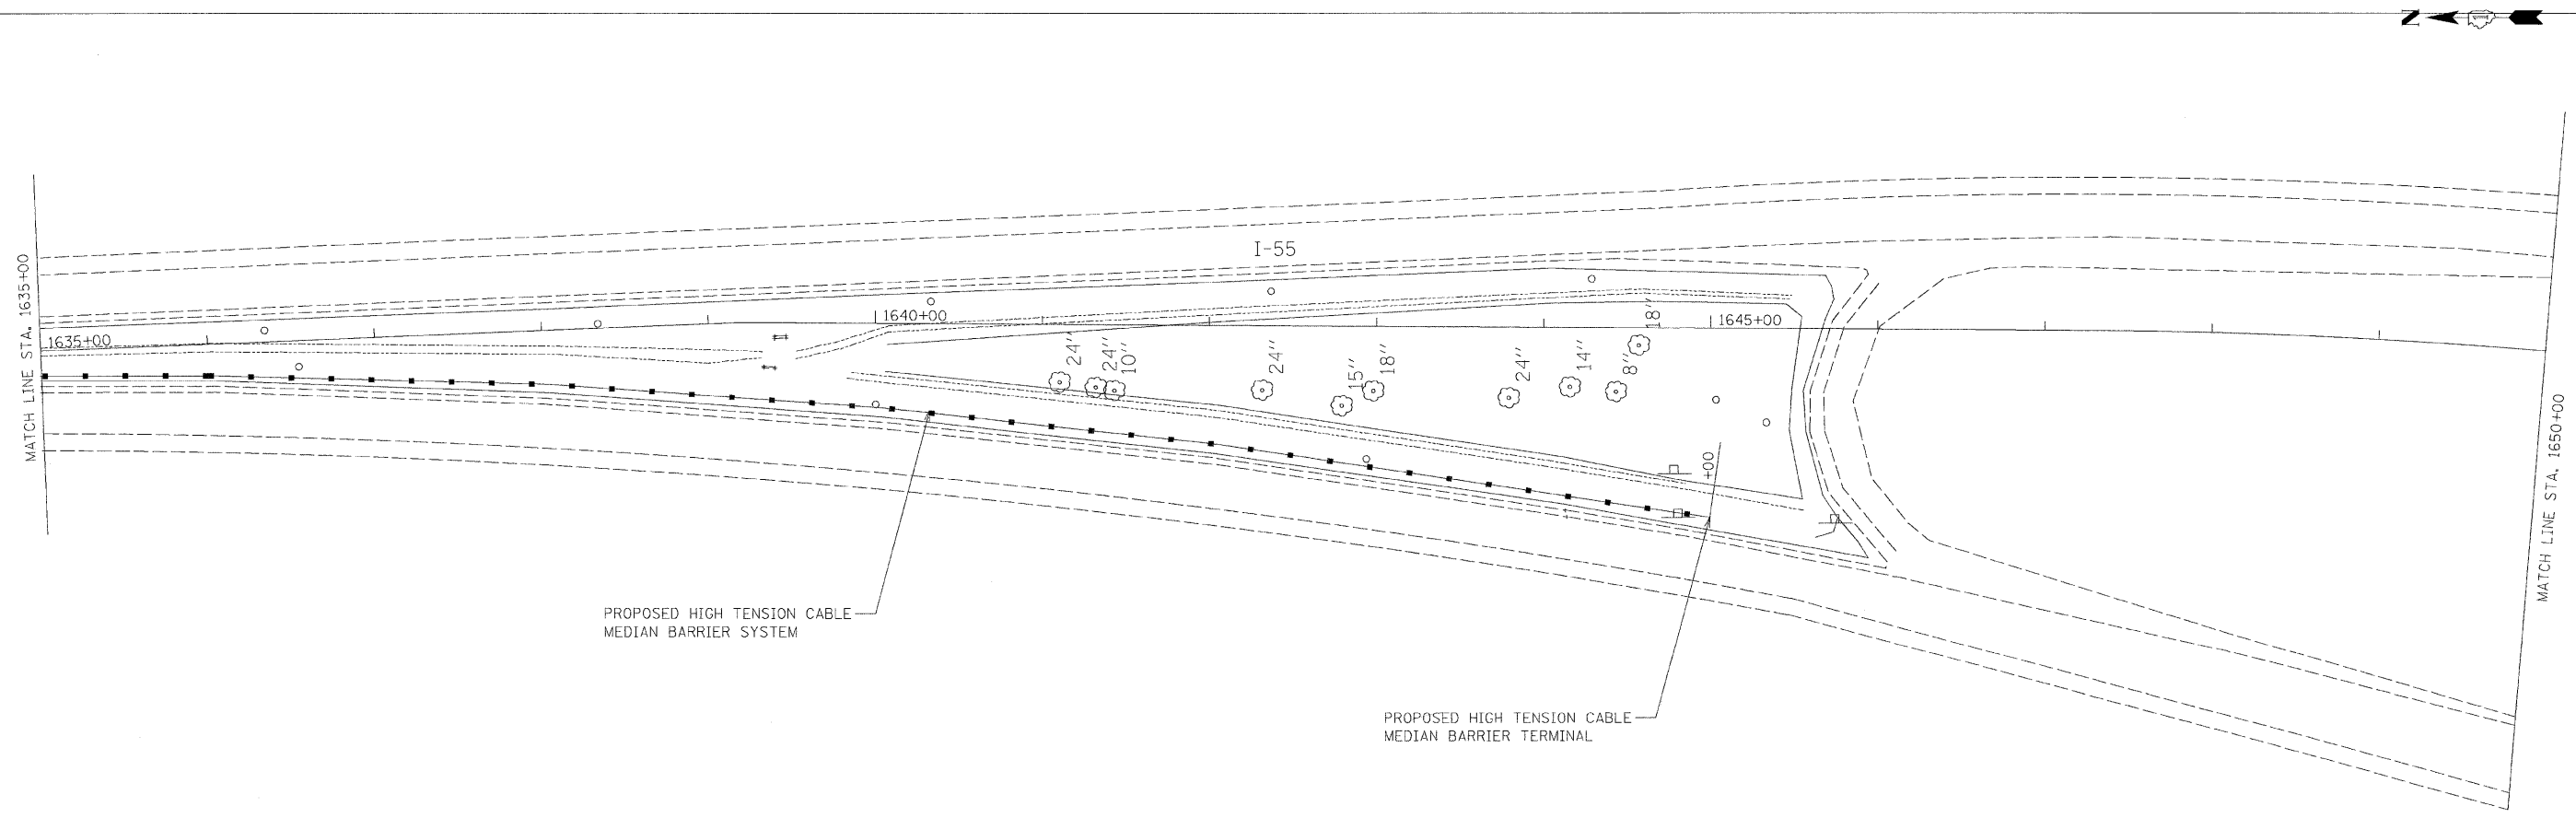 N
I-55
MATCH LINE STA. 1635+00
1635+00
1640+00
1645+00
24''
24''
10''
24''
15''
18''
24''
14''
8''
18''
+00
MATCH LINE STA. 1650+00
PROPOSED HIGH TENSION CABLE
MEDIAN BARRIER SYSTEM
PROPOSED HIGH TENSION CABLE
MEDIAN BARRIER TERMINAL